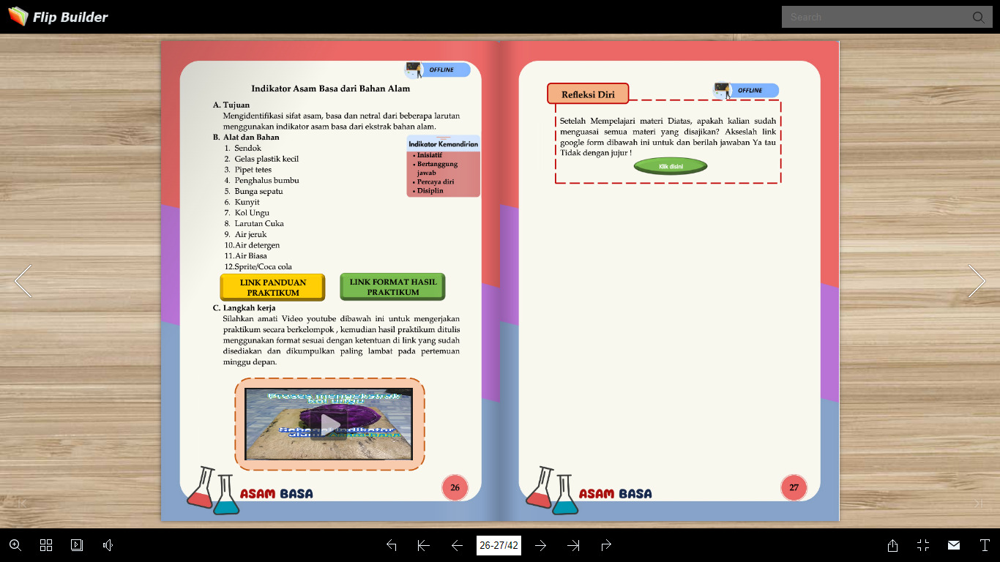 Flip Builder
Search
OFFLINE
Indikator Asam Basa dari Bahan Alam
A. Tujuan
Mengidentifikasi sifat asam, basa dan netral dari beberapa larutan
menggunakan indikator asam basa dari ekstrak bahan alam.
B. Alat dan Bahan
1. Sendok
2. Gelas plastik kecil
3. Pipet tetes
4. Penghalus bumbu
5. Bunga sepatu
6. Kunyit
7. Kol Ungu
8. Larutan Cuka
9. Air jeruk
10.Air detergen
11.Air Biasa
12.Sprite/Coca cola
Indikator Kemandirian
• Inisiatif
• Bertanggung
jawab
• Percaya diri
• Disiplin
LINK PANDUAN
PRAKTIKUM
LINK FORMAT HASIL
PRAKTIKUM
C. Langkah kerja
Silahkan amati Video youtube dibawah ini untuk mengerjakan
praktikum secara berkelompok , kemudian hasil praktikum ditulis
menggunakan format sesuai dengan ketentuan di link yang sudah
disediakan dan dikumpulkan paling lambat pada pertemuan
minggu depan.
kol ungu
ASAM BASA
26
Refleksi Diri
OFFLINE
Setelah Mempelajari materi Diatas, apakah kalian sudah
menguasai semua materi yang disajikan? Akseslah link
google form dibawah ini untuk dan berilah jawaban Ya tau
Tidak dengan jujur !
Klik disini
ASAM BASA
27
26-27/42